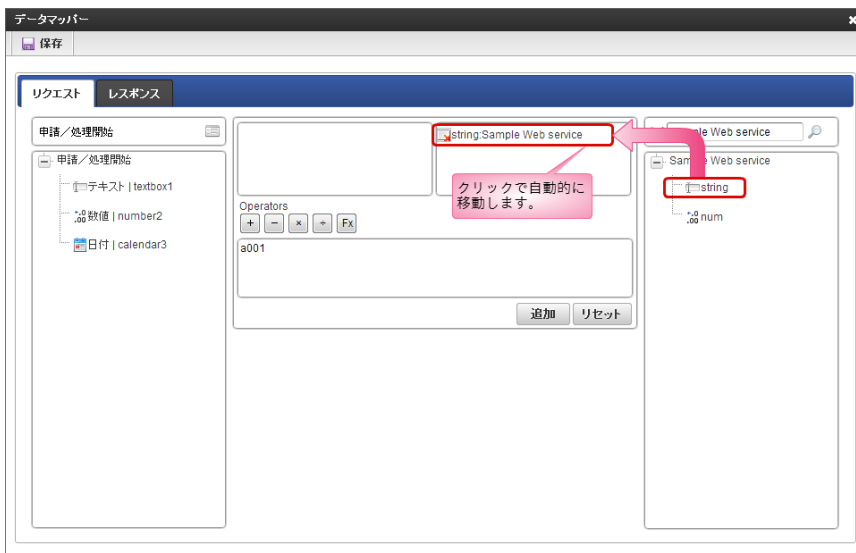 データマッパー
保存
リクエスト
レスポンス
申請／処理開始
申請／処理開始
テキスト | textbox1
数値 | number2
日付 | calendar3
string:Sample Web service
クリックで自動的に
移動します。
Operators
+ − × ÷ Fx
a001
追加
リセット
Web service
Web service
string
num